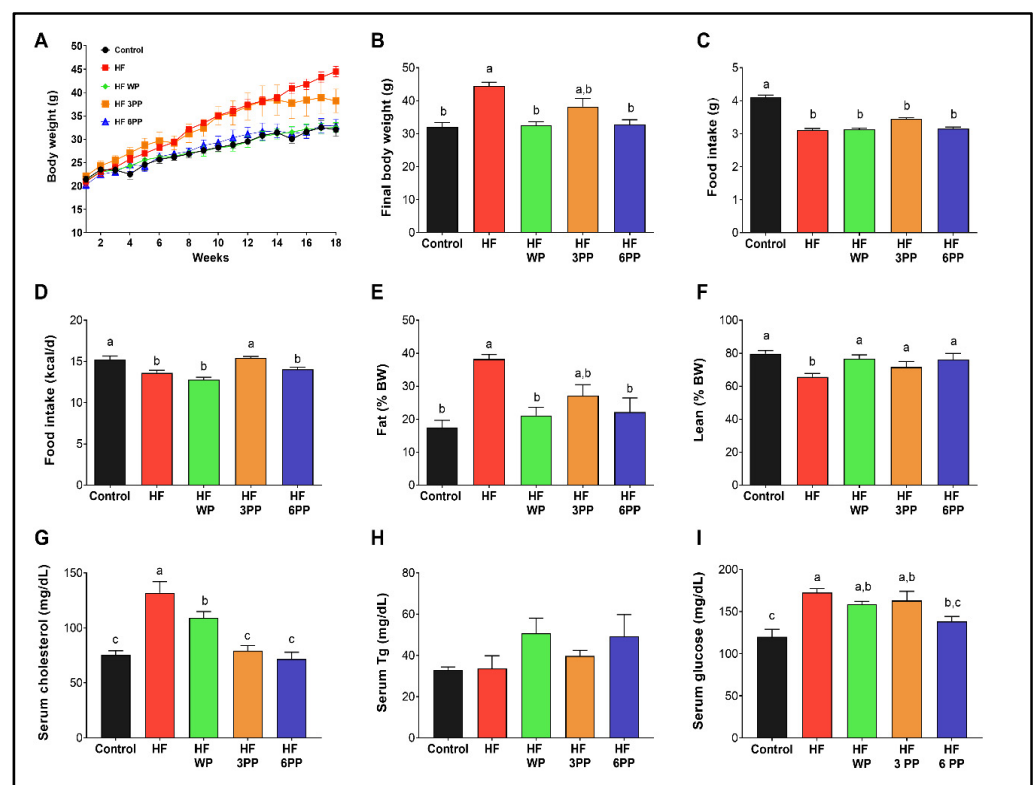 A
Body weight (g)
50
45
40
35
30
25
20
15
10
2 4 6 8 10 12 14 16 18
Weeks
Control
HF
HF WP
HF 3PP
HF 6PP
B
Final body weight (g)
50
40
30
20
10
0
b a b a,b b
Control HF HF HF HF
WP 3PP 6PP
C
Food intake (g)
5
4
3
2
1
0
a b b b b
Control HF HF HF HF
WP 3PP 6PP
D
Food intake (kcal/d)
20
15
10
5
0
a b b a b
Control HF HF HF HF
WP 3PP 6PP
E
Fat (% BW)
50
40
30
20
10
0
b a b a,b b
Control HF HF HF HF
WP 3PP 6PP
F
Lean (% BW)
100
80
60
40
20
0
a b a a a
Control HF HF HF HF
WP 3PP 6PP
G
Serum cholesterol (mg/dL)
150
100
50
0
c a b c c
Control HF HF HF HF
WP 3PP 6PP
H
Serum Tg (mg/dL)
80
60
40
20
0
Control HF HF HF HF
WP 3PP 6PP
I
Serum glucose (mg/dL)
200
150
100
50
0
c a a,b a,b b,c
Control HF HF HF HF
WP 3 PP 6 PP